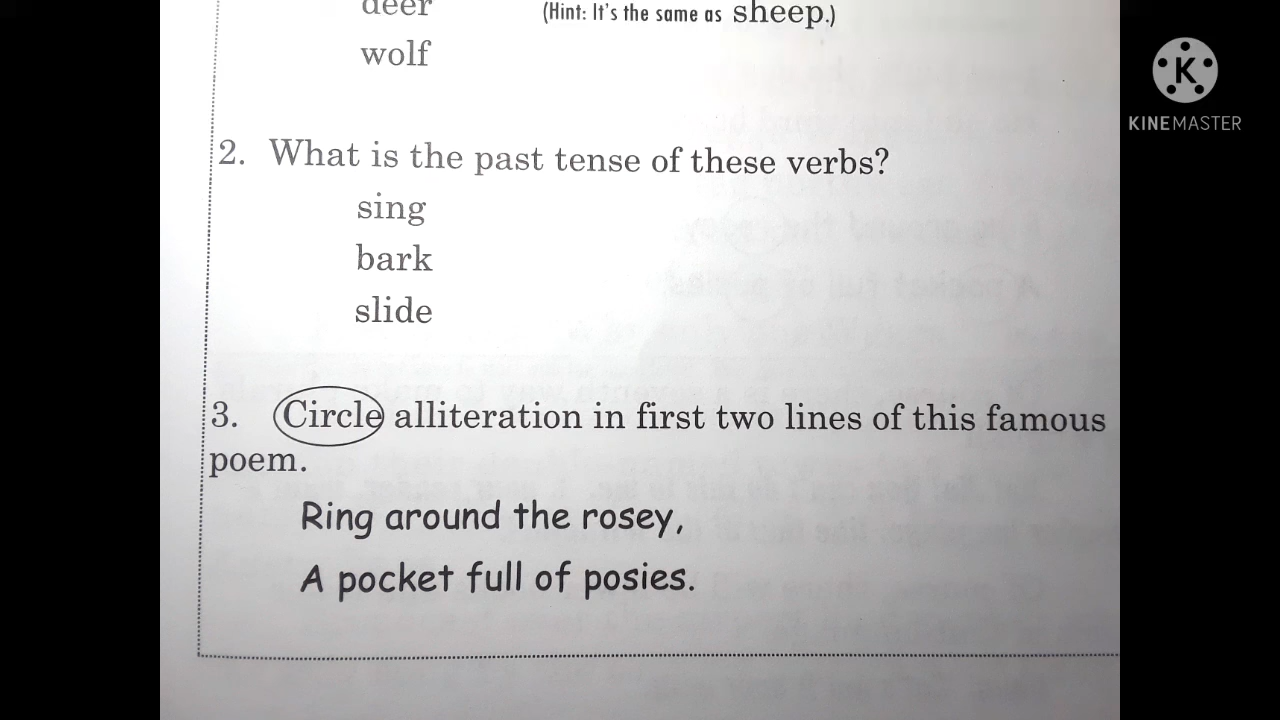 deer (Hint: It's the same as sheep.)
wolf
2. What is the past tense of these verbs?
sing
bark
slide
3. Circle alliteration in first two lines of this famous
poem.
Ring around the rosey,
A pocket full of posies.
K
KINEMASTER